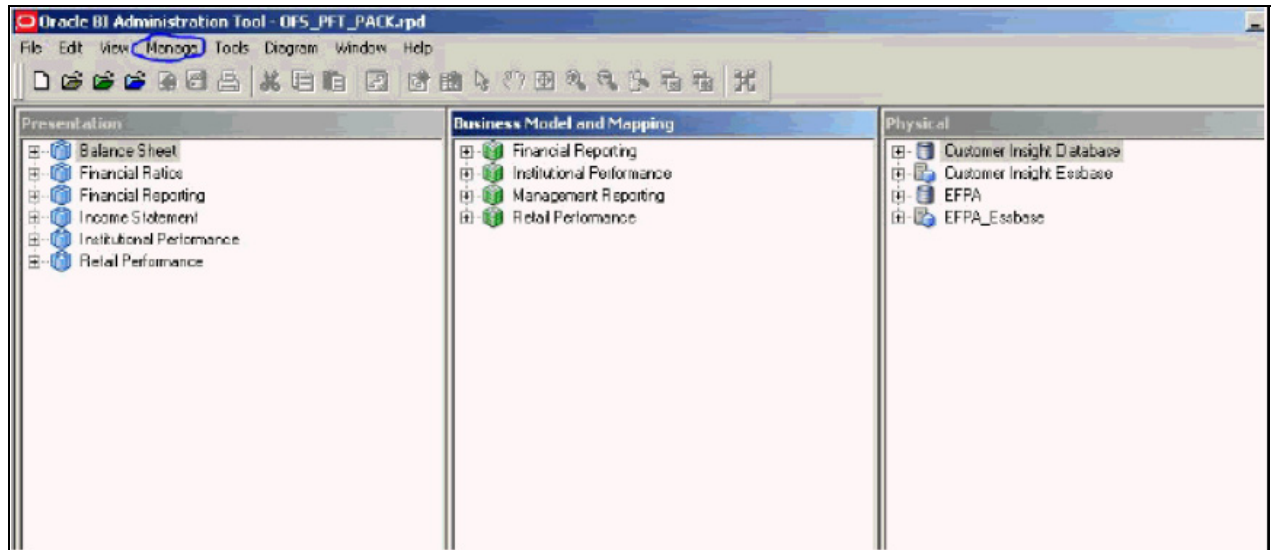 Oracle BI Administration Tool - OFS_PFT_PACK.rpd
File Edit View Manage Tools Diagram Window Help
Presentation
Balance Sheet
Financial Ratios
Financial Reporting
Income Statement
Institutional Performance
Retail Performance
Business Model and Mapping
Financial Reporting
Institutional Performance
Management Reporting
Retail Performance
Physical
Customer Insight Database
Customer Insight Essbase
EFPA
EFPA_Essbase